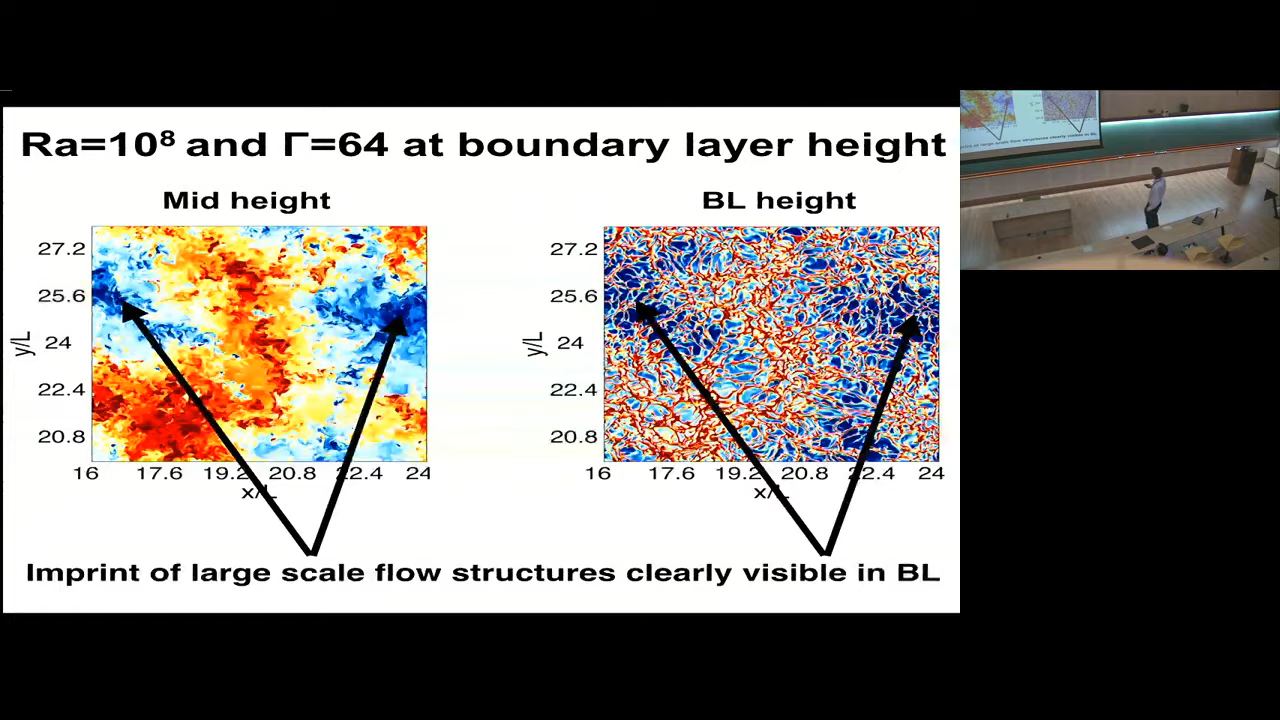 Ra=10⁸ and Γ=64 at boundary layer height
Mid height
BL height
27.2
25.6
24
22.4
20.8
y/L
16 17.6 19.2 20.8 22.4 24
x/L
27.2
25.6
24
22.4
20.8
y/L
16 17.6 19.2 20.8 22.4 24
x/L
Imprint of large scale flow structures clearly visible in BL